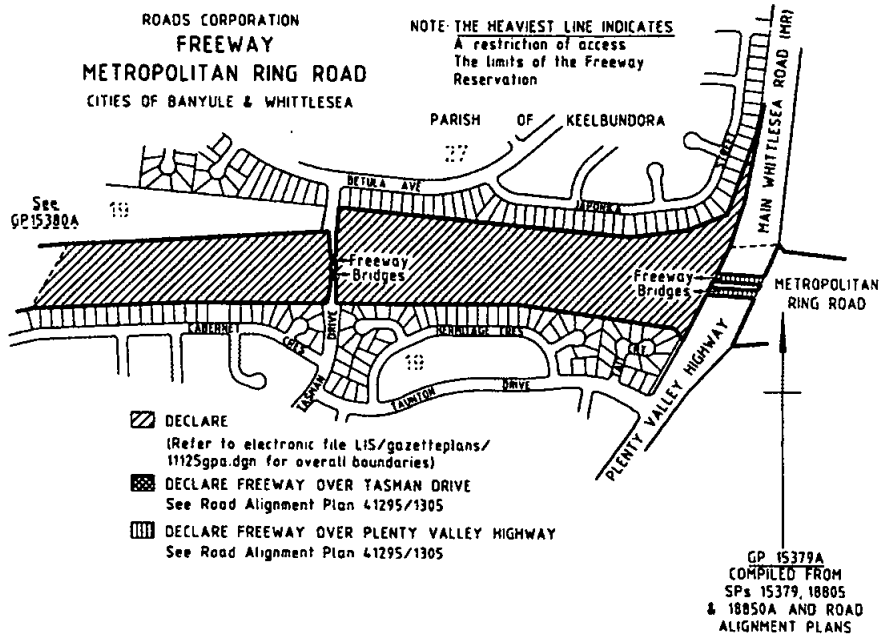 ROADS CORPORATION
FREEWAY
METROPOLITAN RING ROAD
CITIES OF BANYULE & WHITTLESEA
NOTE- THE HEAVIEST LINE INDICATES
A restriction of access
The limits of the Freeway
Reservation
PARISH OF KEELBUNDORA
27
MAIN WHITTLESEA ROAD (MR)
STREET
BETULA AVE
JAPONICA
See
GP15380A
19
Freeway
Bridges
Freeway
Bridges
METROPOLITAN
RING ROAD
CABERNET
CRES
TASMAN
DRIVE
HERMITAGE CRES
19
TAUNTON DRIVE
CRT
PLENTY VALLEY HIGHWAY
DECLARE
(Refer to electronic file LIS/gazetteplans/
11125gpa.dgn for overall boundaries)
DECLARE FREEWAY OVER TASMAN DRIVE
See Road Alignment Plan 41295/1305
DECLARE FREEWAY OVER PLENTY VALLEY HIGHWAY
See Road Alignment Plan 41295/1305
GP 15379A
COMPILED FROM
SPs 15379, 18805
& 18850A AND ROAD
ALIGNMENT PLANS